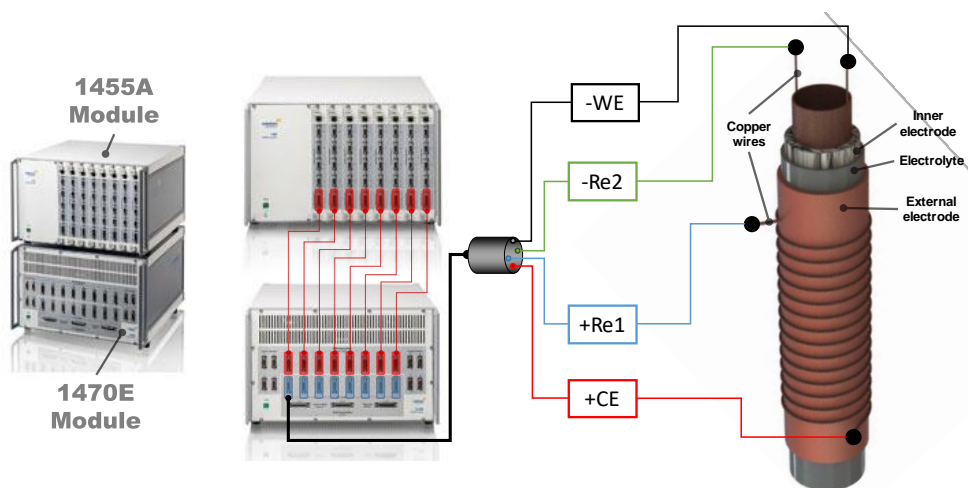 1455A
Module
1470E
Module
-WE
-Re2
+Re1
+CE
Copper
wires
Inner
electrode
Electrolyte
External
electrode